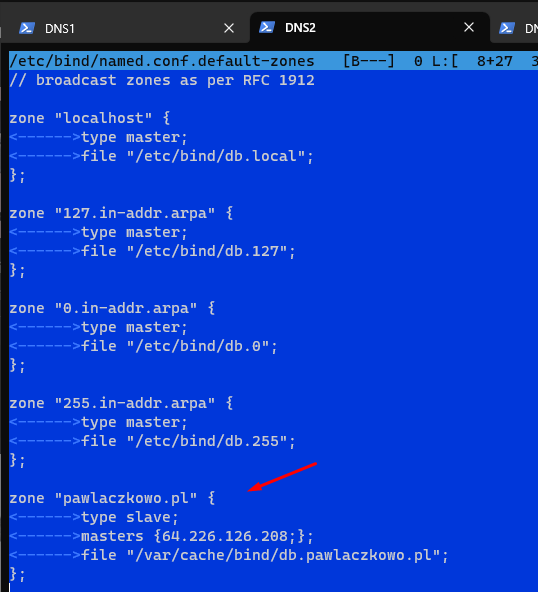 DNS1
DNS2
DN
/etc/bind/named.conf.default-zones [B---] 0 L:[ 8+27 3
// broadcast zones as per RFC 1912
zone "localhost" {
<------>type master;
<------>file "/etc/bind/db.local";
};
zone "127.in-addr.arpa" {
<------>type master;
<------>file "/etc/bind/db.127";
};
zone "0.in-addr.arpa" {
<------>type master;
<------>file "/etc/bind/db.0";
};
zone "255.in-addr.arpa" {
<------>type master;
<------>file "/etc/bind/db.255";
};
zone "pawlaczkowo.pl" {
<------>type slave;
<------>masters {64.226.126.208;};
<------>file "/var/cache/bind/db.pawlaczkowo.pl";
};